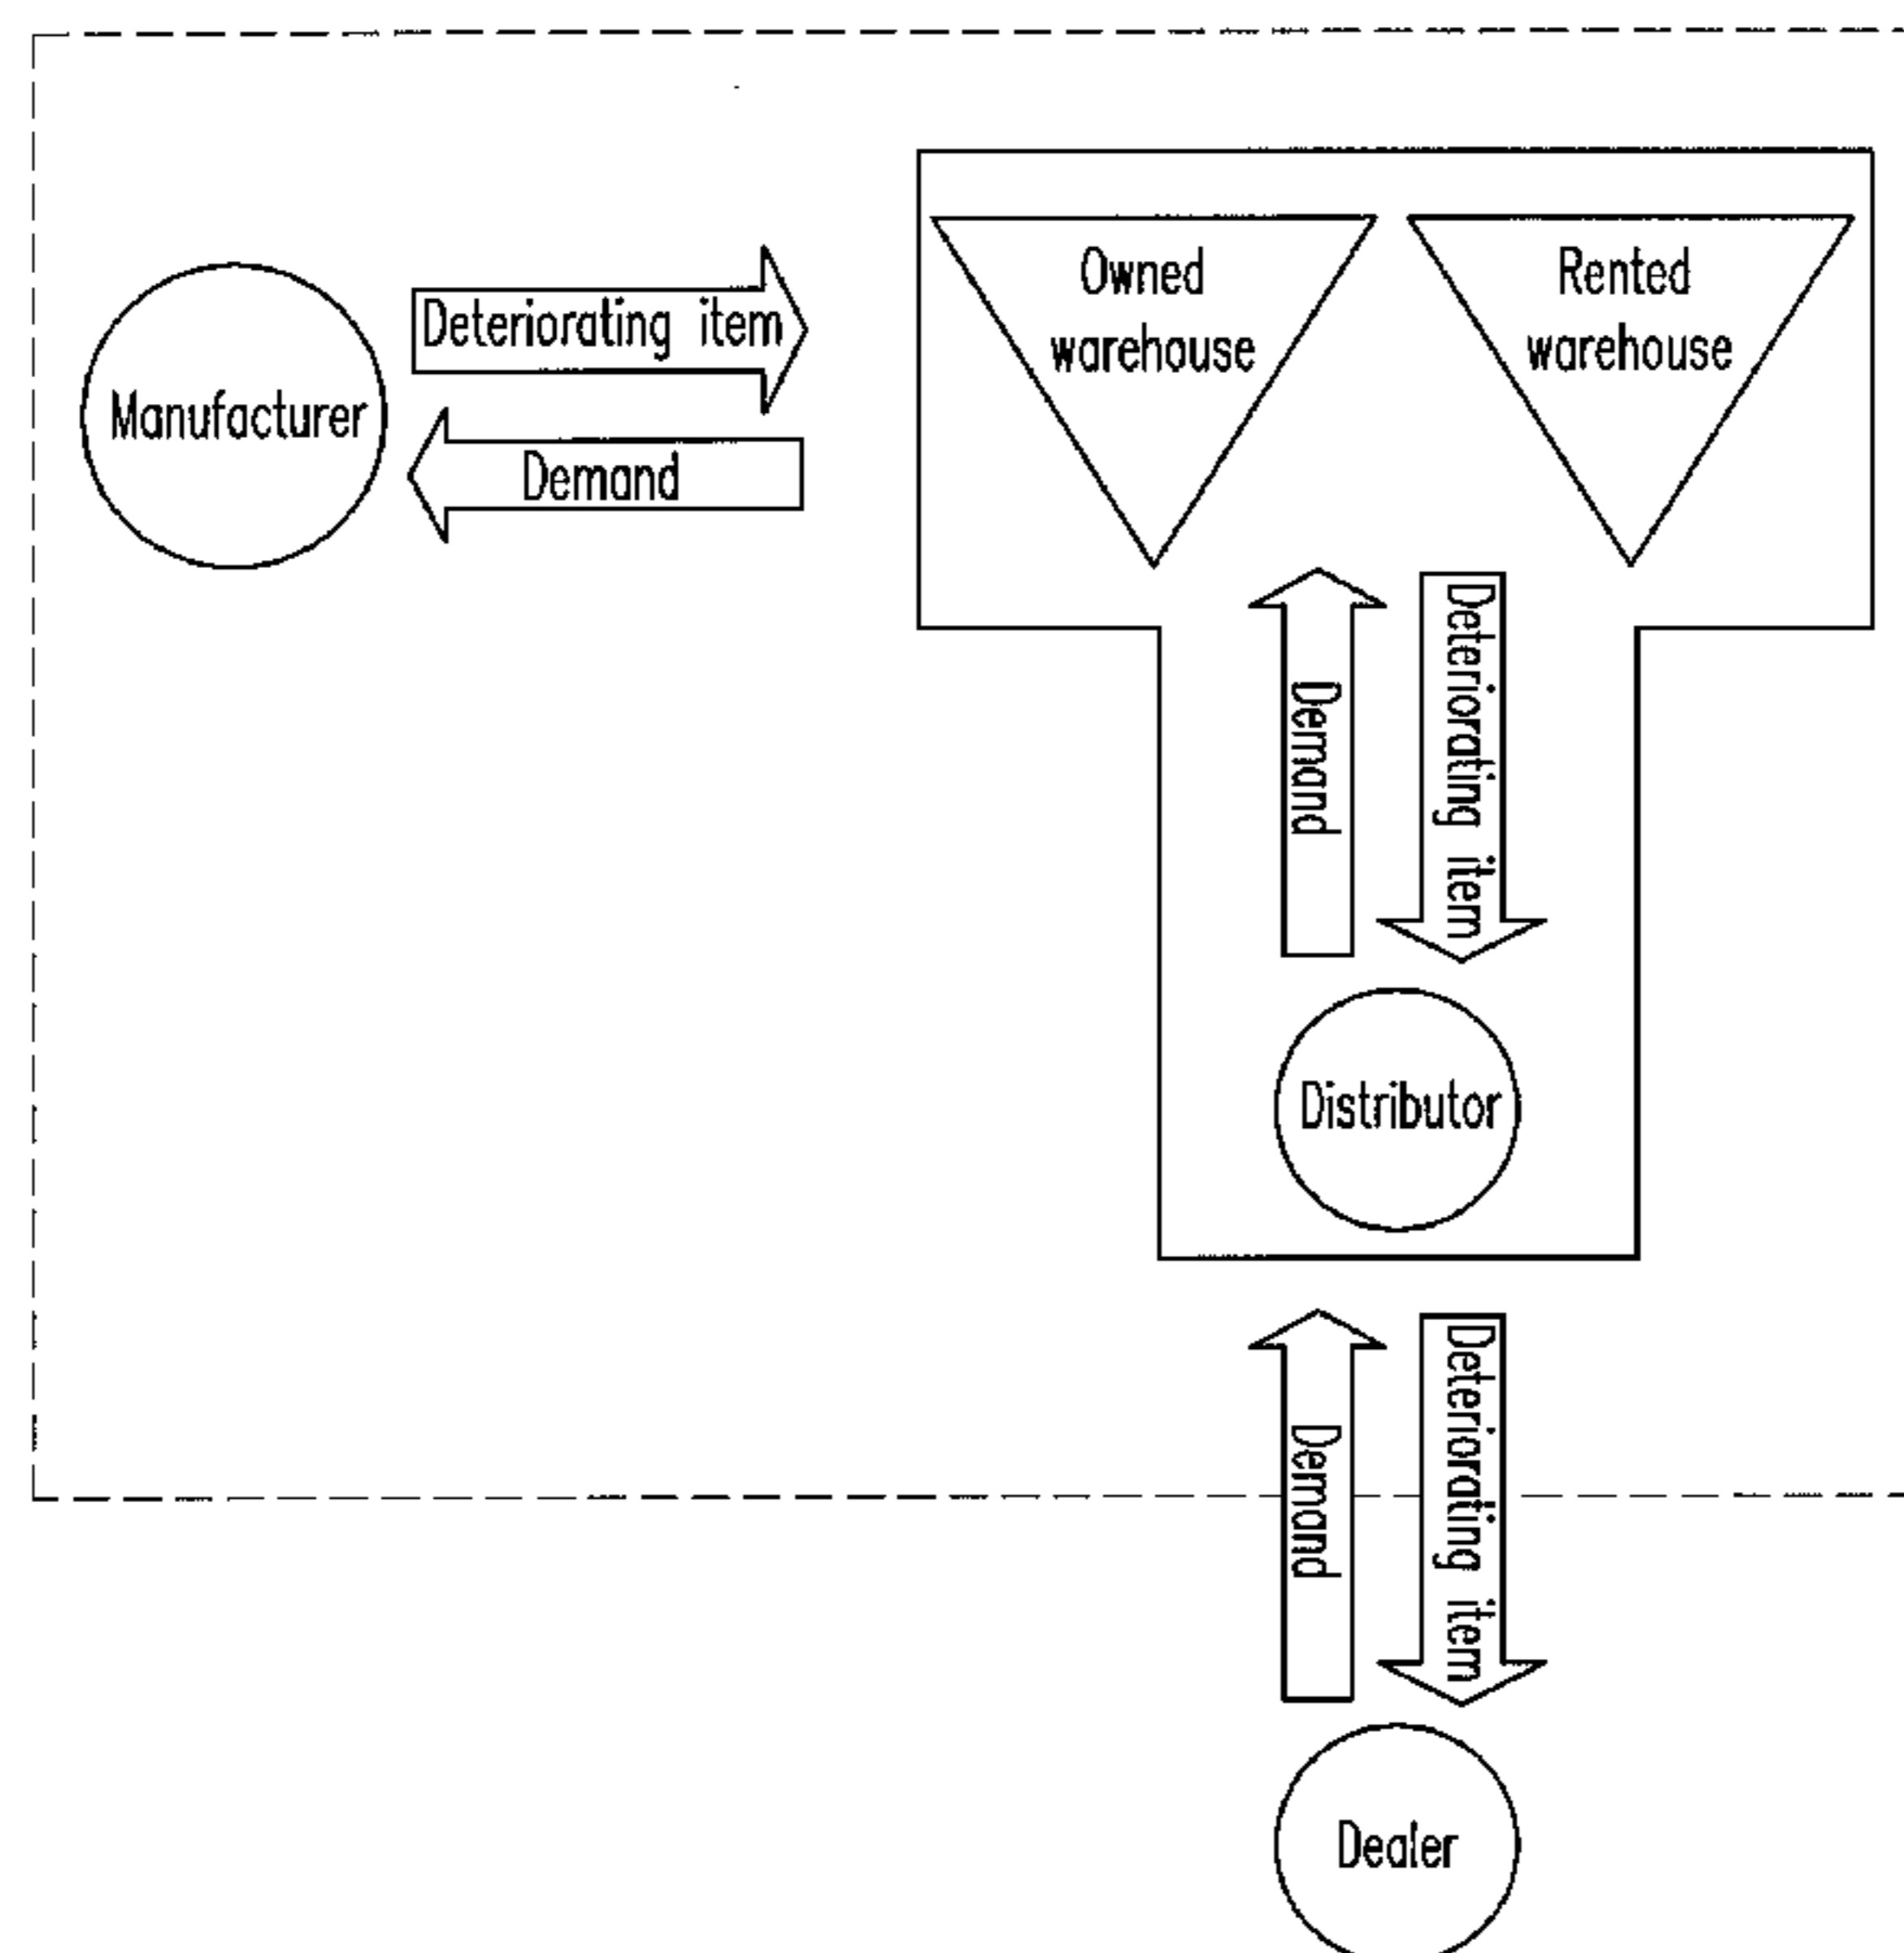 Owned
warehouse
Rented
warehouse
Deteriorating item
Manufacturer
Demand
Demand
Deteriorating item
Distributor
Demand
Deteriorating item
Dealer